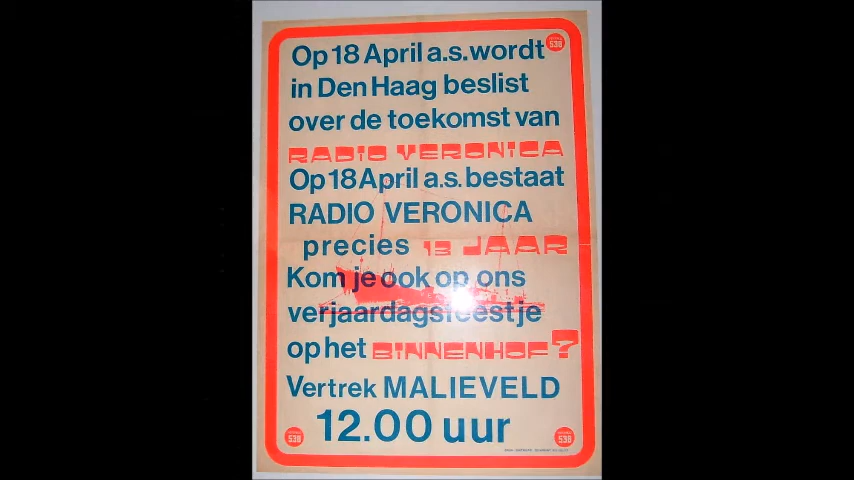 Op 18 April a.s. wordt
538
in Den Haag beslist
over de toekomst van
RADIO VERONICA
Op 18 April a.s. bestaat
RADIO VERONICA
precies 13 JAAR
Kom je ook op ons
verjaardagsfeestje
op het BINNENHOF?
Vertrek MALIEVELD
12.00 uur
538
538